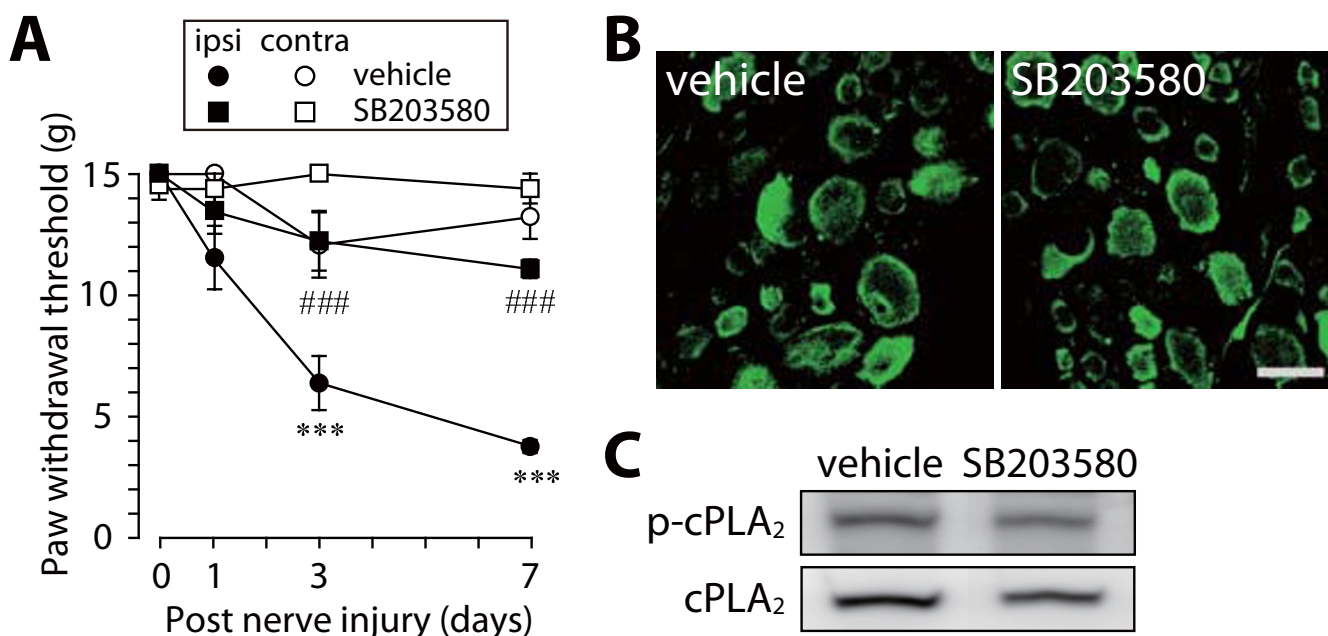 A
ipsi contra
vehicle
SB203580
Paw withdrawal threshold (g)
15
10
5
0
###
###
***
***
0 1 3 7
Post nerve injury (days)
B
vehicle
SB203580
C
vehicle SB203580
p-cPLA₂
cPLA₂